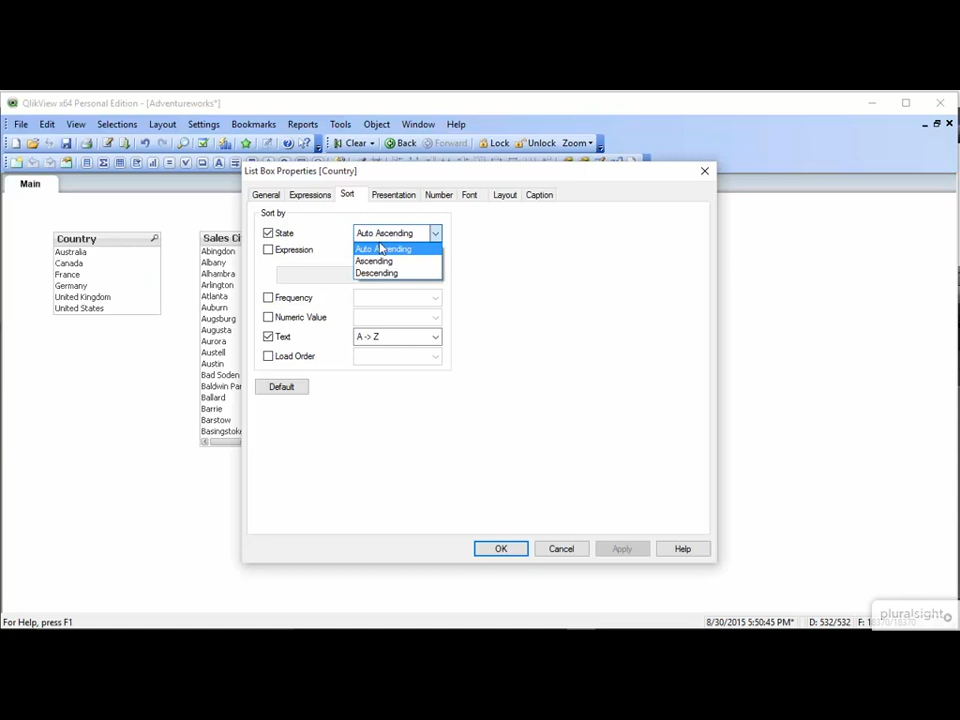 QlikView x64 Personal Edition - [Adventureworks*]
File Edit View Selections Layout Settings Bookmarks Reports Tools Object Window Help
Clear Back Forward Lock Unlock Zoom
Main
List Box Properties [Country]
General Expressions Sort Presentation Number Font Layout Caption
Sort by
State Auto Ascending
Expression Auto Ascending
Ascending
Descending
Frequency
Numeric Value
Text A -> Z
Load Order
Default
OK Cancel Apply Help
Country
Australia
Canada
France
Germany
United Kingdom
United States
Sales
Abingdon
Albany
Alhambra
Arlington
Atlanta
Auburn
Augsburg
Augusta
Aurora
Austell
Austin
Bad Soden
Baldwin
Ballard
Barrie
Barstow
pluralsight
For Help, press F1 8/30/2015 5:50:45 PM* D: 532/532 F: